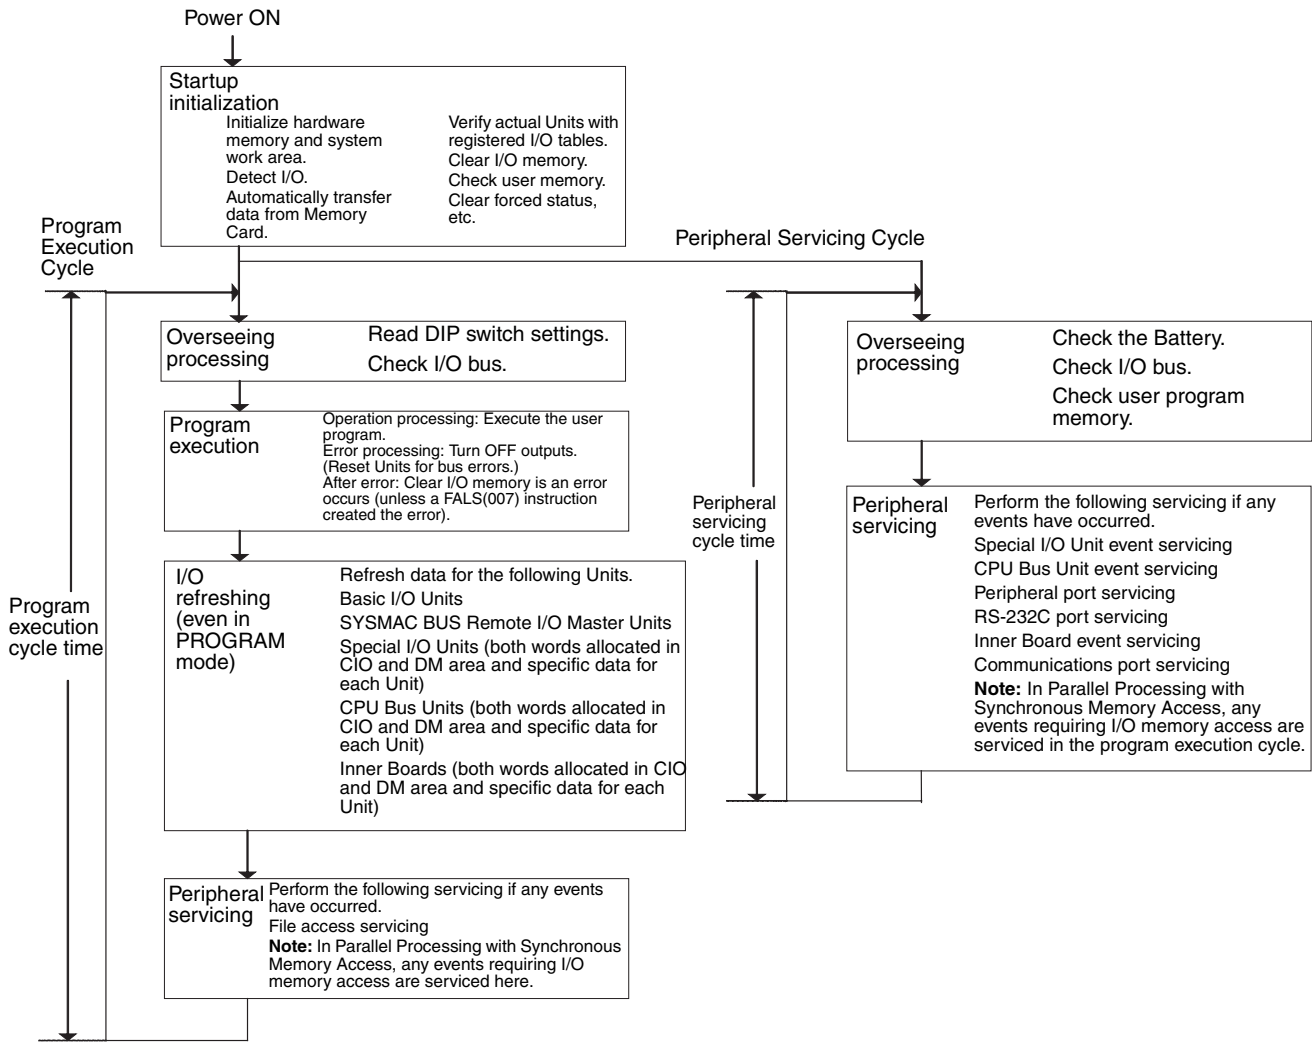 Power ON
Startup
initialization
Initialize hardware
memory and system
work area.
Detect I/O.
Automatically transfer
data from Memory
Card.
Verify actual Units with
registered I/O tables.
Clear I/O memory.
Check user memory.
Clear forced status,
etc.
Program
Execution
Cycle
Peripheral Servicing Cycle
Overseeing
processing
Read DIP switch settings.
Check I/O bus.
Program
execution
Operation processing: Execute the user
program.
Error processing: Turn OFF outputs.
(Reset Units for bus errors.)
After error: Clear I/O memory is an error
occurs (unless a FALS(007) instruction
created the error).
Program
execution
cycle time
I/O
refreshing
(even in
PROGRAM
mode)
Refresh data for the following Units.
Basic I/O Units
SYSMAC BUS Remote I/O Master Units
Special I/O Units (both words allocated in
CIO and DM area and specific data for
each Unit)
CPU Bus Units (both words allocated in
CIO and DM area and specific data for
each Unit)
Inner Boards (both words allocated in CIO
and DM area and specific data for each
Unit)
Peripheral
servicing
Perform the following servicing if any events
have occurred.
File access servicing
Note: In Parallel Processing with Synchronous
Memory Access, any events requiring I/O
memory access are serviced here.
Overseeing
processing
Check the Battery.
Check I/O bus.
Check user program
memory.
Peripheral
servicing
cycle time
Peripheral
servicing
Perform the following servicing if any
events have occurred.
Special I/O Unit event servicing
CPU Bus Unit event servicing
Peripheral port servicing
RS-232C port servicing
Inner Board event servicing
Communications port servicing
Note: In Parallel Processing with
Synchronous Memory Access, any
events requiring I/O memory access are
serviced in the program execution cycle.